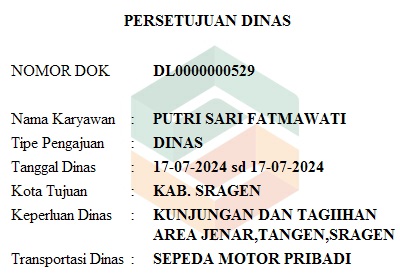 PERSETUJUAN DINAS
NOMOR DOK DL0000000529
Nama Karyawan : PUTRI SARI FATMAWATI
Tipe Pengajuan : DINAS
Tanggal Dinas : 17-07-2024 sd 17-07-2024
Kota Tujuan : KAB. SRAGEN
Keperluan Dinas : KUNJUNGAN DAN TAGIIHAN
AREA JENAR,TANGEN,SRAGEN
Transportasi Dinas : SEPEDA MOTOR PRIBADI